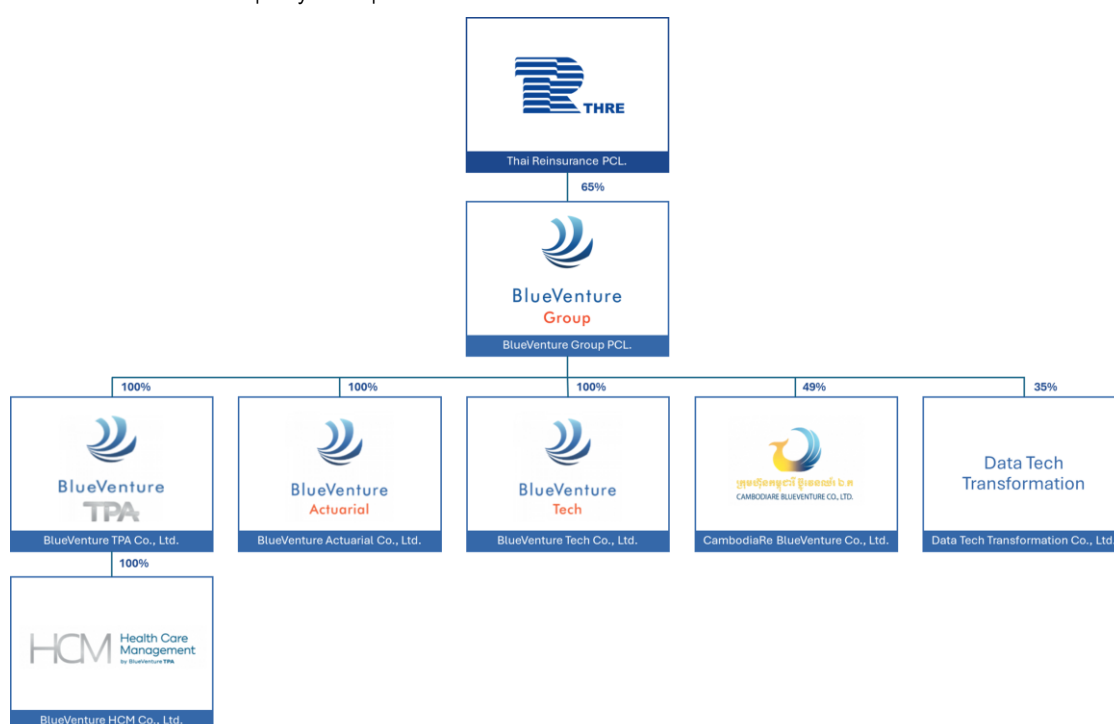 THRE
Thai Reinsurance PCL.
65%
BlueVenture
Group
BlueVenture Group PCL.
100%
100%
100%
49%
35%
BlueVenture
TPA
BlueVenture TPA Co., Ltd.
BlueVenture
Actuarial
BlueVenture Actuarial Co., Ltd.
BlueVenture
Tech
BlueVenture Tech Co., Ltd.
CAMBODIARE BLUEVENTURE CO., LTD.
CambodiaRe BlueVenture Co., Ltd.
Data Tech
Transformation
Data Tech Transformation Co., Ltd.
100%
HCM
Health Care
Management
by BlueVenture TPA
BlueVenture HCM Co., Ltd.